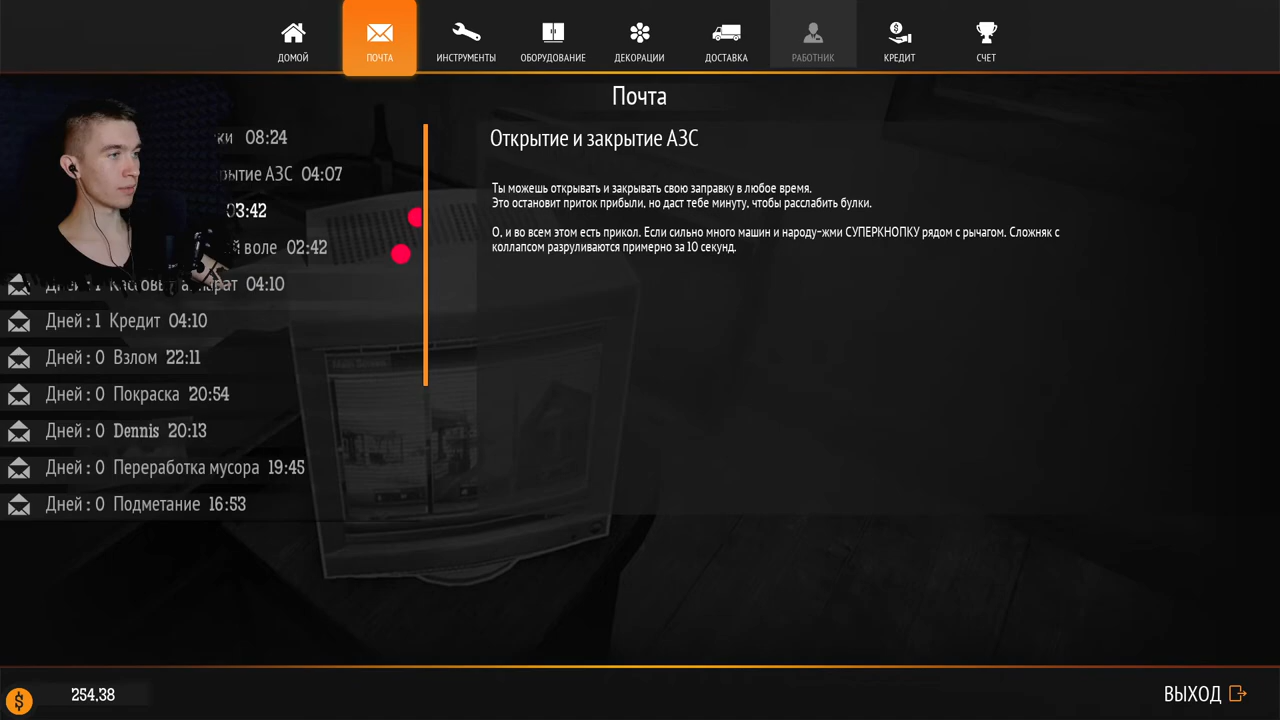 ДОМОЙ
ПОЧТА
ИНСТРУМЕНТЫ
ОБОРУДОВАНИЕ
ДЕКОРАЦИИ
ДОСТАВКА
РАБОТНИК
КРЕДИТ
СЧЕТ
Почта
ки 08:24
рытие АЗС 04:07
03:42
й воле 02:42
04:10
Дней : 1 Кредит 04:10
Дней : 0 Взлом 22:11
Дней : 0 Покраска 20:54
Дней : 0 Dennis 20:13
Дней : 0 Переработка мусора 19:45
Дней : 0 Подметание 16:53
Открытие и закрытие АЗС
Ты можешь открывать и закрывать свою заправку в любое время.
Это остановит приток прибыли, но даст тебе минуту, чтобы расслабить булки.
О, и во всем этом есть прикол. Если сильно много машин и народу-жми СУПЕРКНОПКУ рядом с рычагом. Сложняк с
коллапсом разруливаются примерно за 10 секунд.
$ 254,38
ВЫХОД